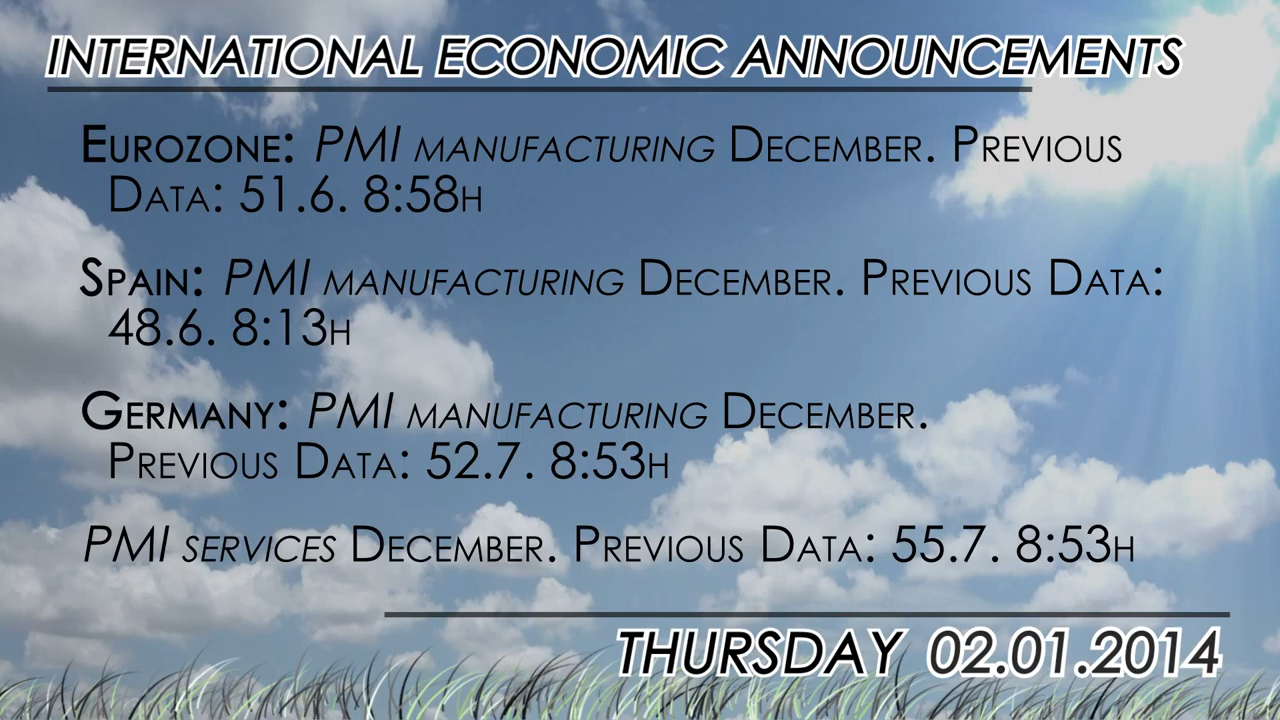 INTERNATIONAL ECONOMIC ANNOUNCEMENTS
Eurozone: PMI manufacturing December. Previous
Data: 51.6. 8:58h
Spain: PMI manufacturing December. Previous Data:
48.6. 8:13h
Germany: PMI manufacturing December.
Previous Data: 52.7. 8:53h
PMI services December. Previous Data: 55.7. 8:53h
THURSDAY 02.01.2014